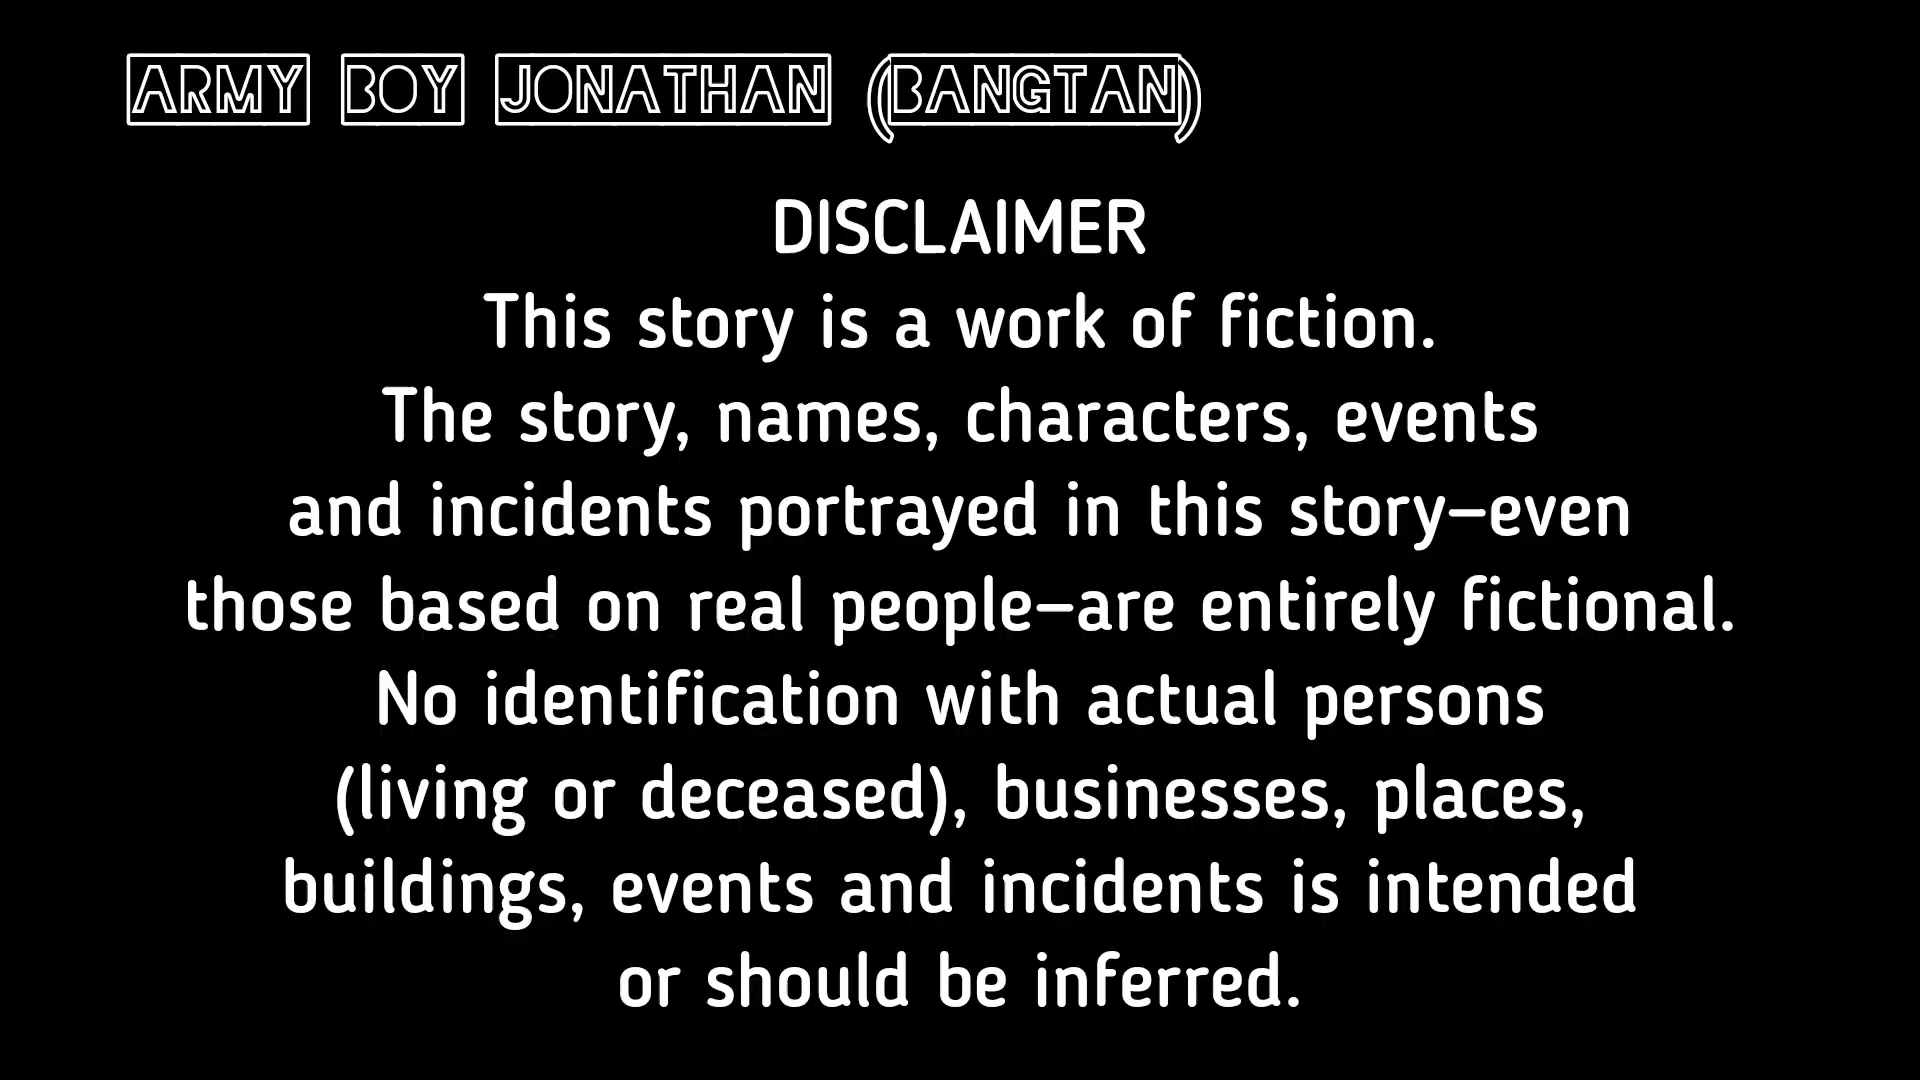 ARMY BOY JONATHAN (BANGTAN)
DISCLAIMER
This story is a work of fiction.
The story, names, characters, events
and incidents portrayed in this story–even
those based on real people–are entirely fictional.
No identification with actual persons
(living or deceased), businesses, places,
buildings, events and incidents is intended
or should be inferred.